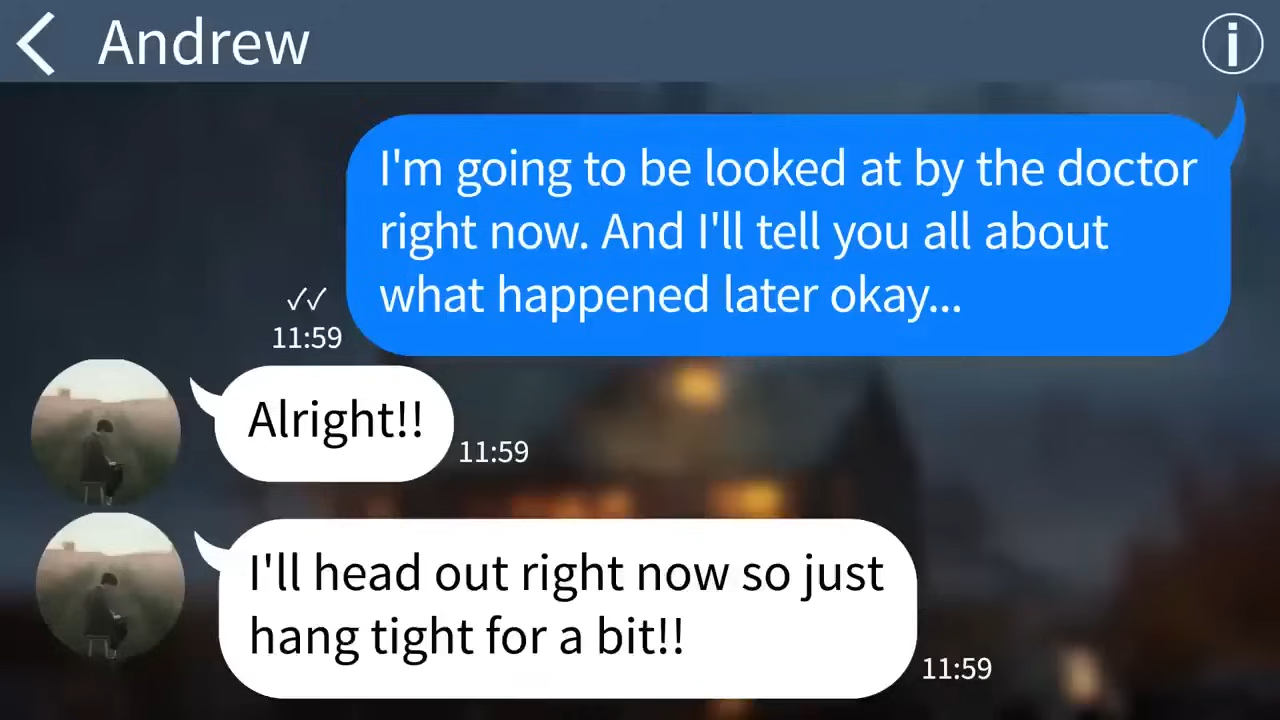 Andrew
i
I'm going to be looked at by the doctor
right now. And I'll tell you all about
what happened later okay...
11:59
Alright!!
11:59
I'll head out right now so just
hang tight for a bit!!
11:59